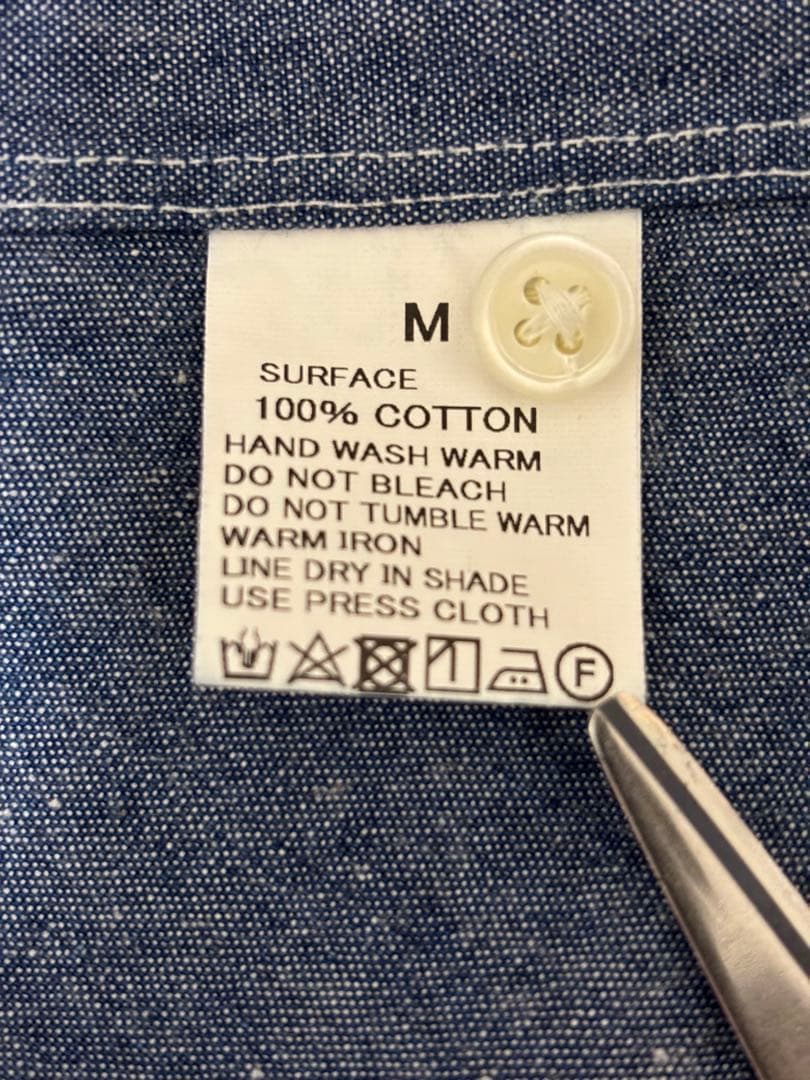 M
SURFACE
100% COTTON
HAND WASH WARM
DO NOT BLEACH
DO NOT TUMBLE WARM
WARM IRON
LINE DRY IN SHADE
USE PRESS CLOTH
F